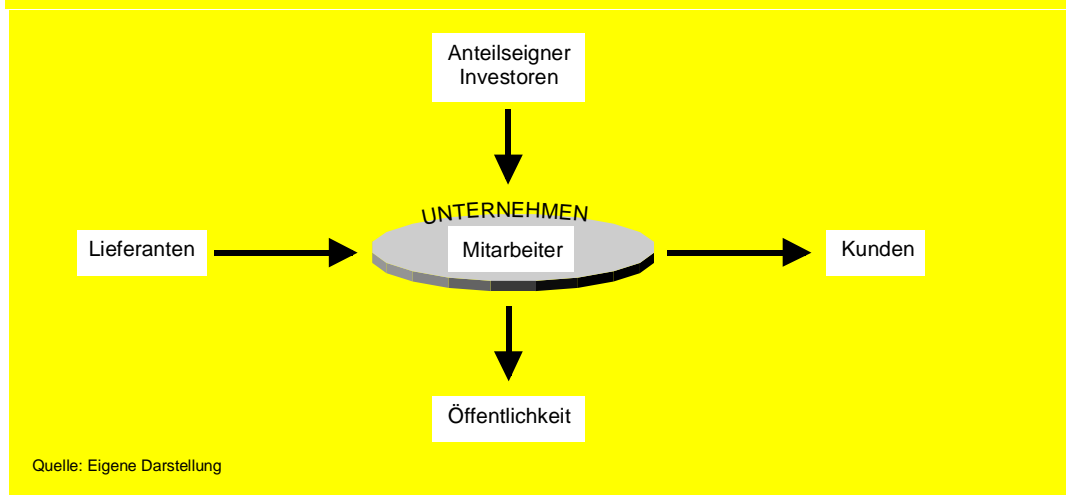 Anteilseigner
Investoren
UNTERNEHMEN
Lieferanten
Mitarbeiter
Kunden
Öffentlichkeit
Quelle: Eigene Darstellung